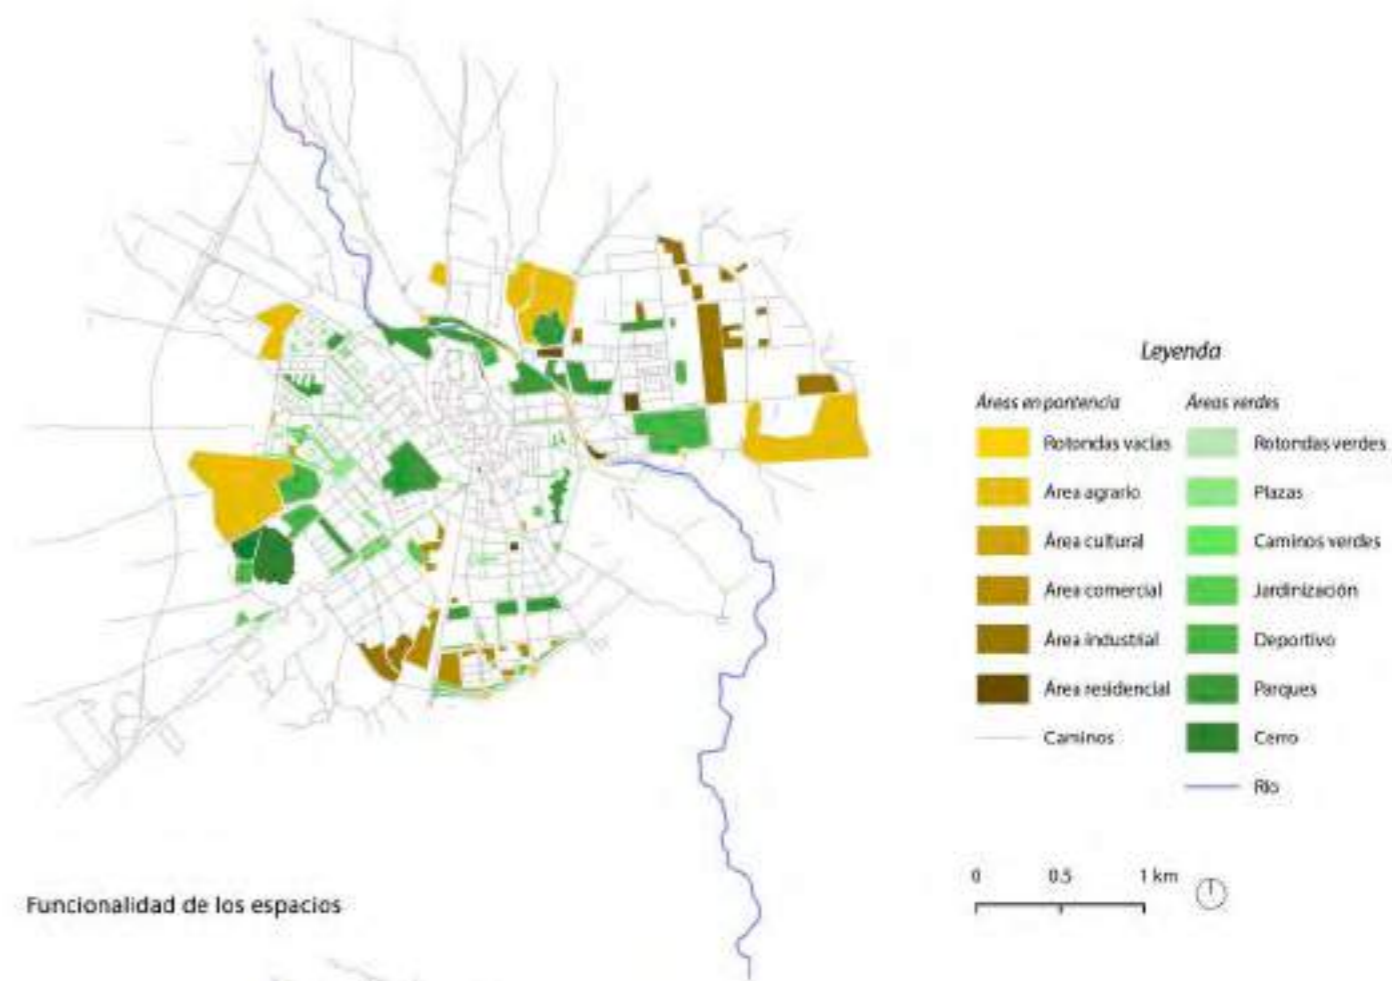 Leyenda
Áreas en pontencia
Áreas verdes
Rotondas vacías
Rotondas verdes
Área agrario
Plazas
Área cultural
Caminos verdes
Área comercial
Jardinización
Área industrial
Deportivo
Área residencial
Parques
Caminos
Cerro
Río
0 0.5 1 km
Funcionalidad de los espacios